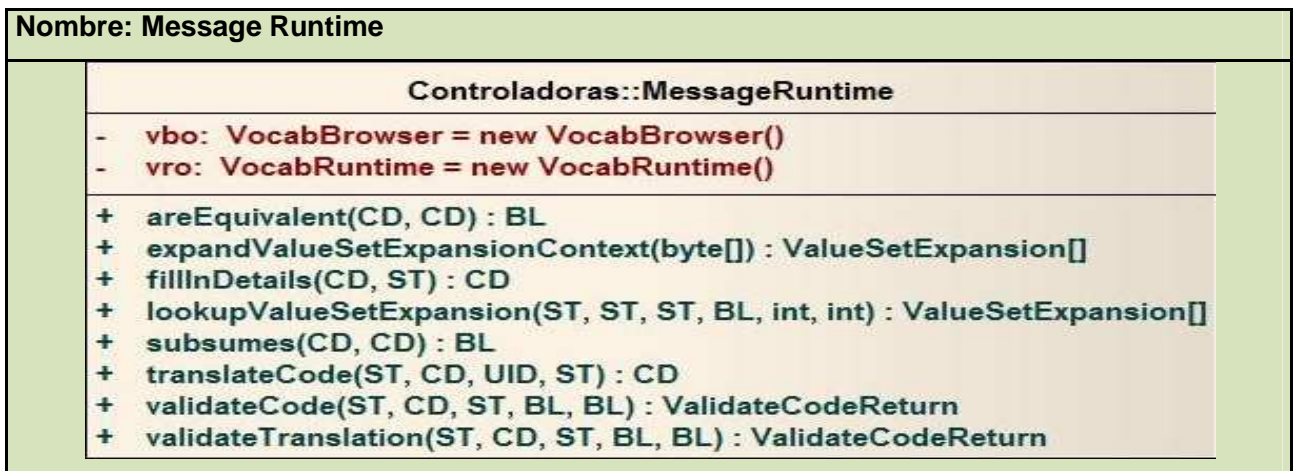 Nombre: Message Runtime
Controladoras::MessageRuntime
- vbo: VocabBrowser = new VocabBrowser()
- vro: VocabRuntime = new VocabRuntime()
+ areEquivalent(CD, CD) : BL
+ expandValueSetExpansionContext(byte[]) : ValueSetExpansion[]
+ fillInDetails(CD, ST) : CD
+ lookupValueSetExpansion(ST, ST, ST, BL, int, int) : ValueSetExpansion[]
+ subsumes(CD, CD) : BL
+ translateCode(ST, CD, UID, ST) : CD
+ validateCode(ST, CD, ST, BL, BL) : ValidateCodeReturn
+ validateTranslation(ST, CD, ST, BL, BL) : ValidateCodeReturn